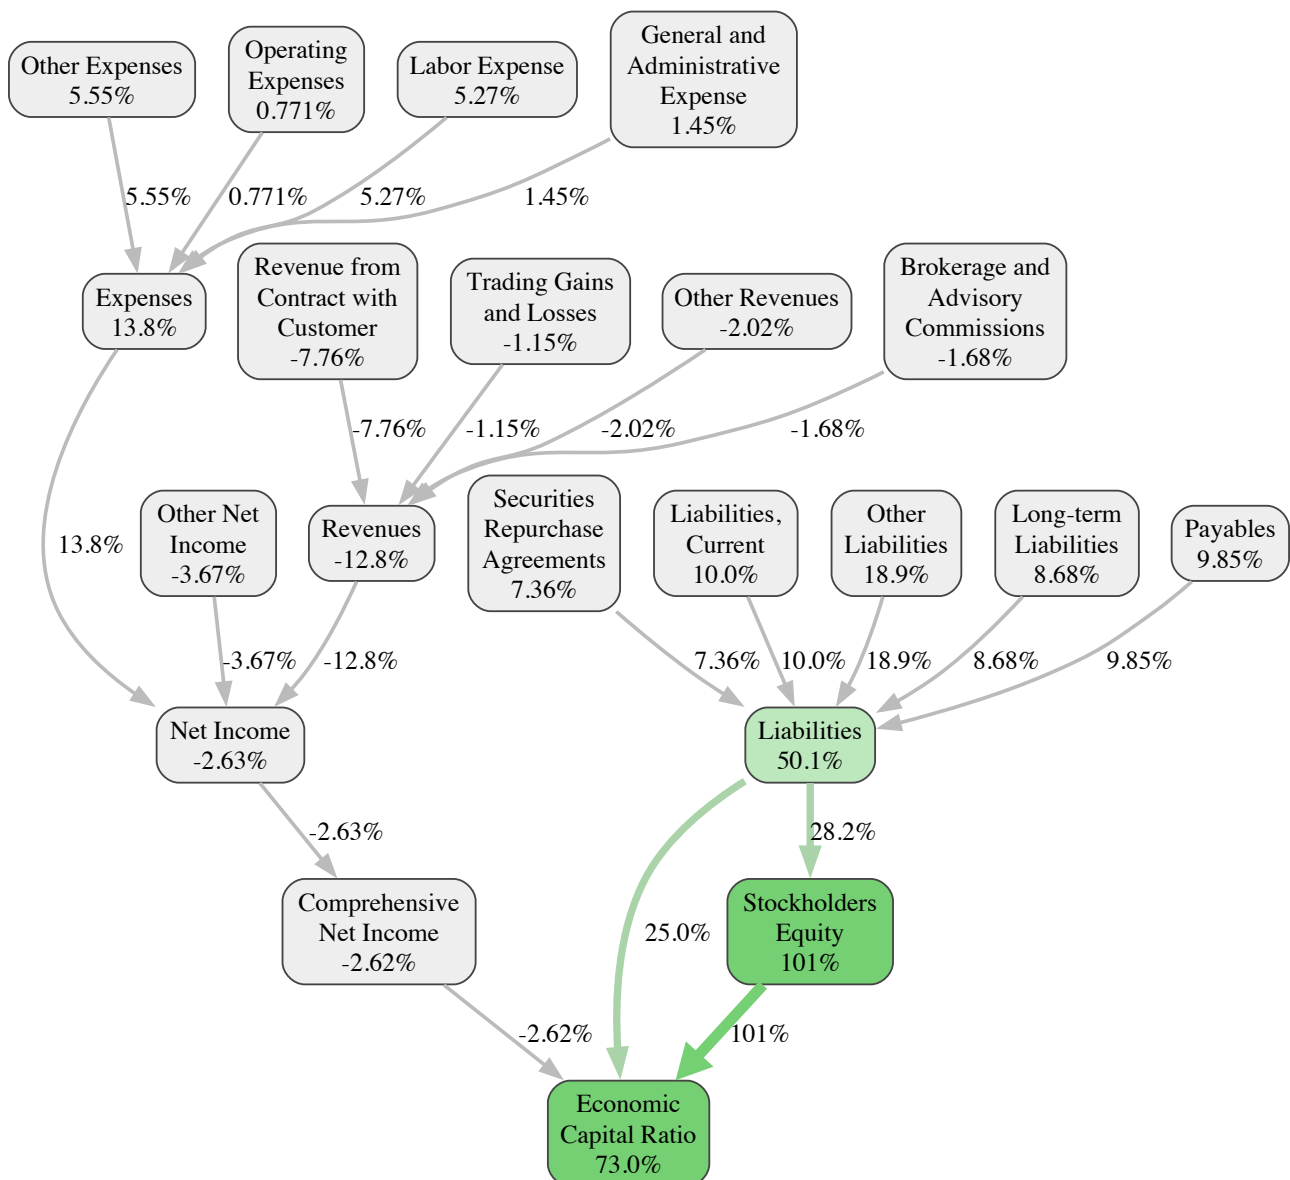 Other Expenses
5.55%
Operating
Expenses
0.771%
Labor Expense
5.27%
General and
Administrative
Expense
1.45%
5.55%
0.771%
5.27%
1.45%
Expenses
13.8%
Revenue from
Contract with
Customer
-7.76%
Trading Gains
and Losses
-1.15%
Other Revenues
-2.02%
Brokerage and
Advisory
Commissions
-1.68%
-7.76%
-1.15%
-2.02%
-1.68%
13.8%
Other Net
Income
-3.67%
Revenues
-12.8%
Securities
Repurchase
Agreements
7.36%
Liabilities,
Current
10.0%
Other
Liabilities
18.9%
Long-term
Liabilities
8.68%
Payables
9.85%
-3.67%
-12.8%
7.36%
10.0%
18.9%
8.68%
9.85%
Net Income
-2.63%
Liabilities
50.1%
-2.63%
28.2%
Comprehensive
Net Income
-2.62%
25.0%
Stockholders
Equity
101%
-2.62%
101%
Economic
Capital Ratio
73.0%